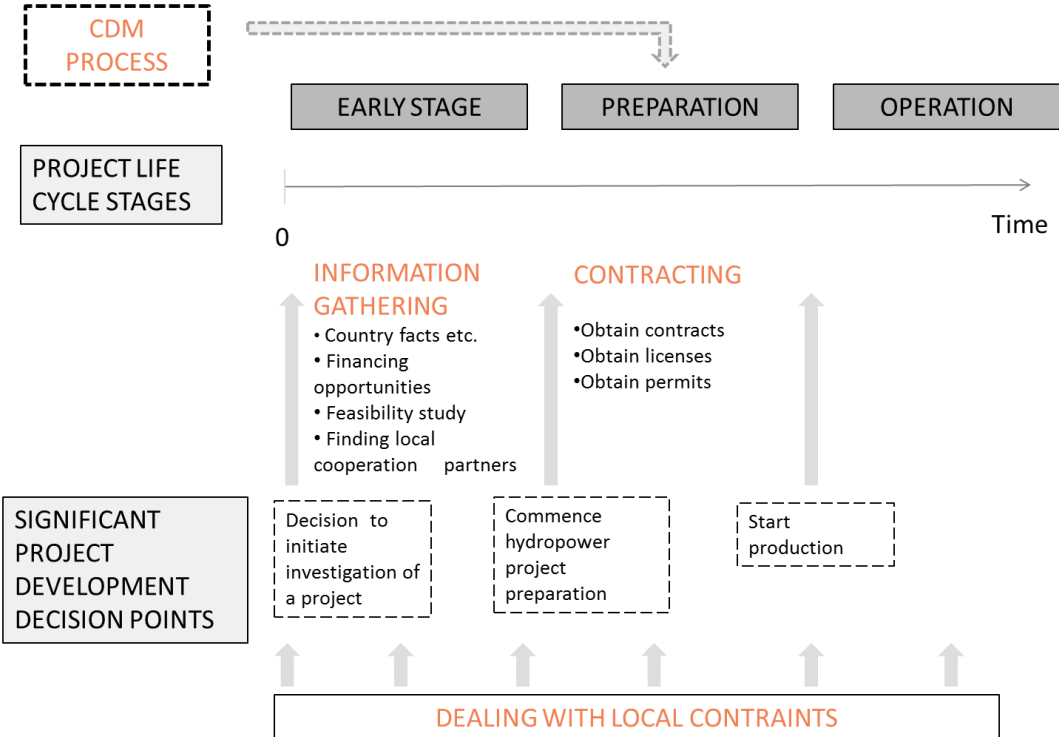 CDM
PROCESS
EARLY STAGE
PREPARATION
OPERATION
PROJECT LIFE
CYCLE STAGES
Time
0
INFORMATION
GATHERING
• Country facts etc.
• Financing
opportunities
• Feasibility study
• Finding local
cooperation partners
CONTRACTING
•Obtain contracts
•Obtain licenses
•Obtain permits
SIGNIFICANT
PROJECT
DEVELOPMENT
DECISION POINTS
Decision to
initiate
investigation of
a project
Commence
hydropower
project
preparation
Start
production
DEALING WITH LOCAL CONTRAINTS